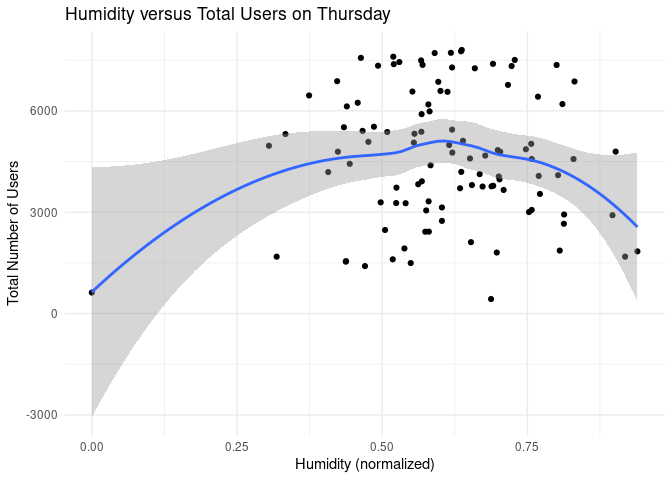 Humidity versus Total Users on Thursday
Total Number of Users
6000
3000
0
-3000
0.00 0.25 0.50 0.75
Humidity (normalized)